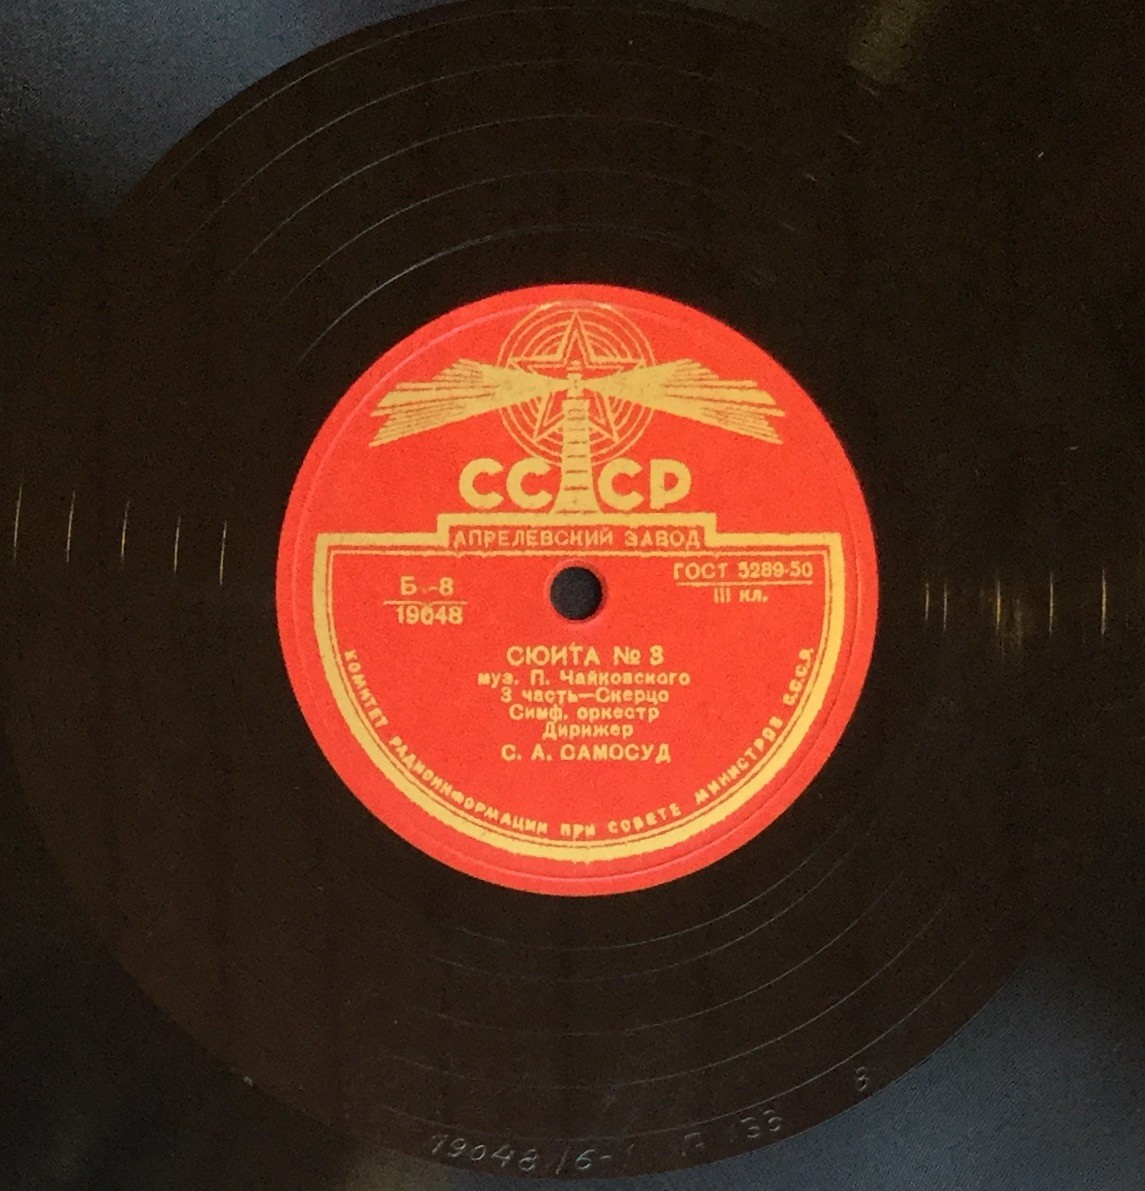 СССР
АПРЕЛЕВСКИЙ ЗАВОД
Б-8
19048
ГОСТ 5289-50
III кл.
СЮИТА № 3
муз. П. Чайковского
3 часть—Скерцо
Симф. оркестр
Дирижер
С. А. САМОСУД
КОМИТЕТ РАДИОИНФОРМАЦИИ ПРИ СОВЕТЕ МИНИСТРОВ С.С.С.Р.
8
19048/6-1